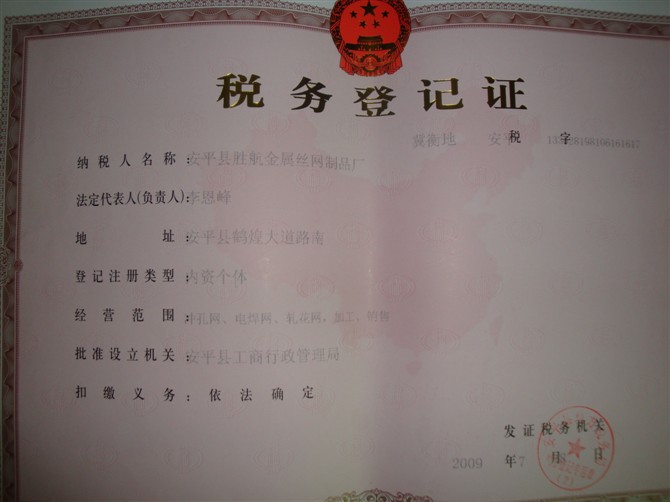 税务登记证
冀衡地 安平 税 字
纳税人名称：安平县胜航金属丝网制品厂
法定代表人(负责人)：李恩峰
地 址：安平县鹤煌大道路南
登记注册类型：内资个体
经营范围：冲孔网、电焊网、轧花网，加工、销售
批准设立机关：安平县工商行政管理局
扣缴义务：依法确定
发证税务机关
2009 年 7 月 8 日